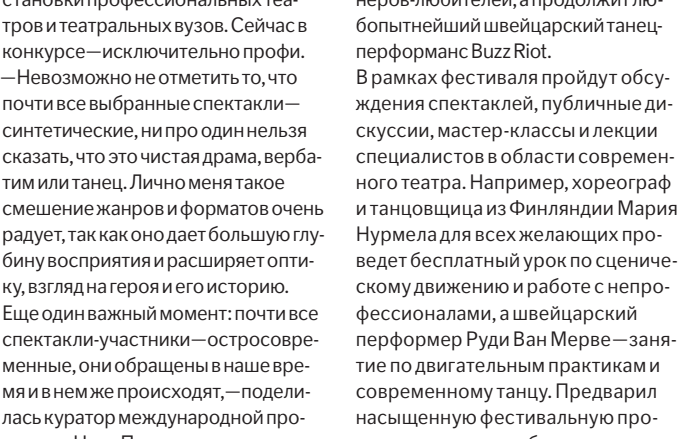 становки профессиональных теа-
тров и театральных вузов. Сейчас в
конкурсе—исключительно профи.
—Невозможно не отметить то, что
почти все выбранные спектакли—
синтетические, ни про один нельзя
сказать, что это чистая драма, верба-
тим или танец. Лично меня такое
смешение жанров и форматов очень
радует, так как оно дает большую глу-
бину восприятия и расширяет опти-
ку, взгляд на героя и его историю.
Еще один важный момент: почти все
спектакли-участники—остросовре-
менные, они обращены в наше вре-
мя и в нем же происходят,—подели-
лась куратор международной про-
неров-любителей, а продолжит лю-
бопытнейший швейцарский танец-
перформанс Buzz Riot.
В рамках фестиваля пройдут обсу-
ждения спектаклей, публичные ди-
скуссии, мастер-классы и лекции
специалистов в области современ-
ного театра. Например, хореограф
и танцовщица из Финляндии Мария
Нурмела для всех желающих про-
ведет бесплатный урок по сцениче-
скому движению и работе с непро-
фессионалами, а швейцарский
перформер Руди Ван Мерве—заня-
тие по двигательным практикам и
современному танцу. Предварил
насыщенную фестивальную про-